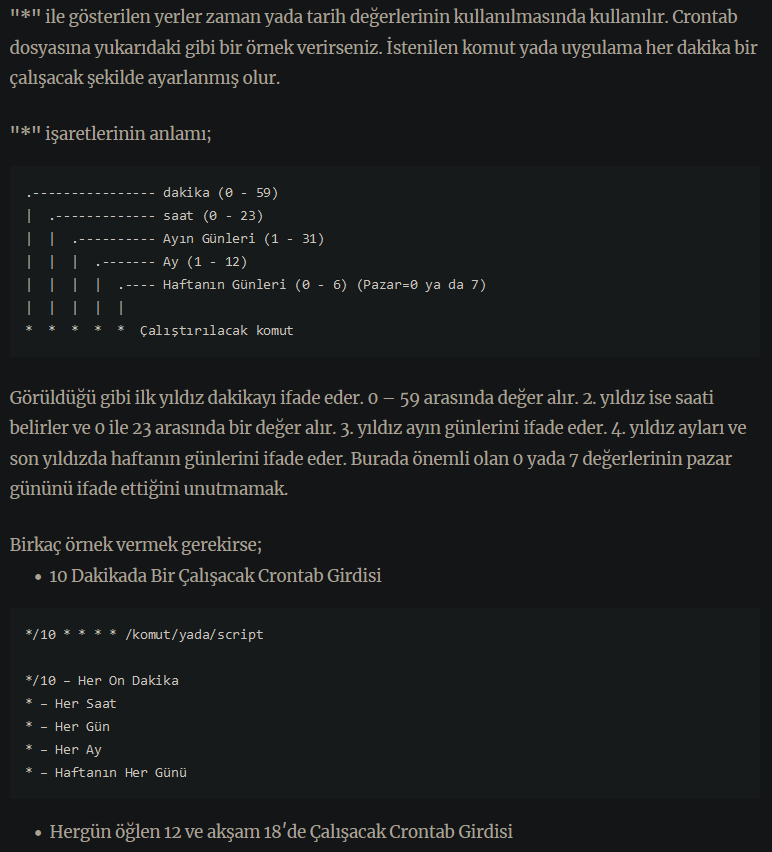 "*" ile gösterilen yerler zaman yada tarih değerlerinin kullanılmasında kullanılır. Crontab
dosyasına yukarıdaki gibi bir örnek verirseniz. İstenilen komut yada uygulama her dakika bir
çalışacak şekilde ayarlanmış olur.
"*" işaretlerinin anlamı;
.---------------- dakika (0 - 59)
|  .------------- saat (0 - 23)
|  |  .---------- Ayın Günleri (1 - 31)
|  |  |  .------- Ay (1 - 12)
|  |  |  |  .---- Haftanın Günleri (0 - 6) (Pazar=0 ya da 7)
|  |  |  |  |
*  *  *  *  *  Çalıştırılacak komut
Görüldüğü gibi ilk yıldız dakikayı ifade eder. 0 – 59 arasında değer alır. 2. yıldız ise saati
belirler ve 0 ile 23 arasında bir değer alır. 3. yıldız ayın günlerini ifade eder. 4. yıldız ayları ve
son yıldızda haftanın günlerini ifade eder. Burada önemli olan 0 yada 7 değerlerinin pazar
gününü ifade ettiğini unutmamak.
Birkaç örnek vermek gerekirse;
• 10 Dakikada Bir Çalışacak Crontab Girdisi
*/10 * * * * /komut/yada/script
*/10 – Her On Dakika
* – Her Saat
* – Her Gün
* – Her Ay
* – Haftanın Her Günü
• Hergün öğlen 12 ve akşam 18′de Çalışacak Crontab Girdisi